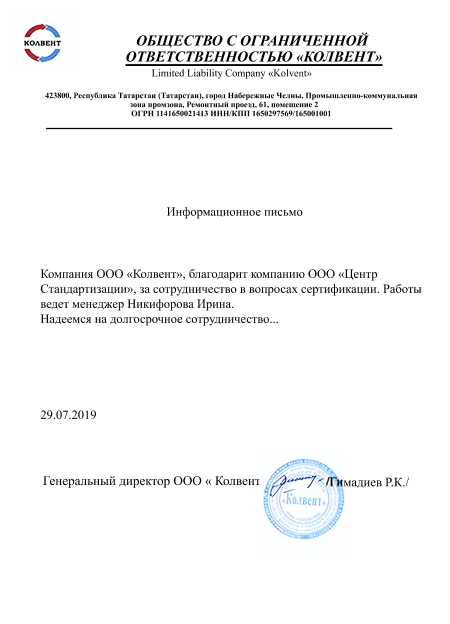 КОЛВЕНТ
ОБЩЕСТВО С ОГРАНИЧЕННОЙ
ОТВЕТСТВЕННОСТЬЮ «КОЛВЕНТ»
Limited Liability Company «Kolvent»
423800, Республика Татарстан (Татарстан), город Набережные Челны, Промышленно-коммунальная
зона промзона, Ремонтный проезд, 61, помещение 2
ОГРН 1141650021413 ИНН/КПП 1650297569/165001001
Информационное письмо
Компания ООО «Колвент», благодарит компанию ООО «Центр
Стандартизации», за сотрудничество в вопросах сертификации. Работы
ведет менеджер Никифорова Ирина.
Надеемся на долгосрочное сотрудничество...
29.07.2019
Генеральный директор ООО « Колвент
/Гимадиев Р.К./
«Колвент»